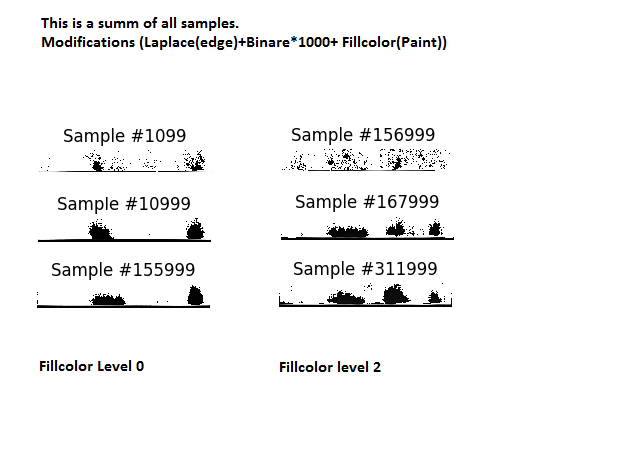 This is a summ of all samples.
Modifications (Laplace(edge)+Binare*1000+ Fillcolor(Paint))
Sample #1099
Sample #156999
Sample #10999
Sample #167999
Sample #155999
Sample #311999
Fillcolor Level 0
Fillcolor level 2